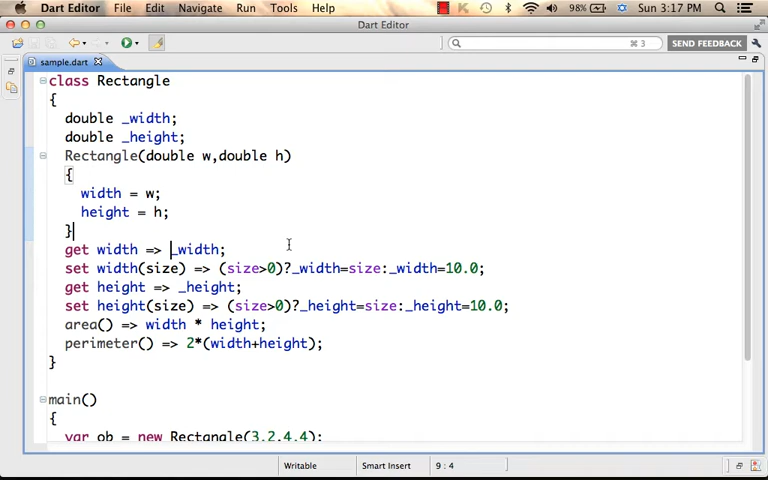 Dart Editor File Edit Navigate Run Tools Help 98% Sun 3:17 PM
Dart Editor
⌘ 3 SEND FEEDBACK
sample.dart
class Rectangle
{
double _width;
double _height;
Rectangle(double w,double h)
{
width = w;
height = h;
}
get width => _width;
set width(size) => (size>0)?_width=size:_width=10.0;
get height => _height;
set height(size) => (size>0)?_height=size:_height=10.0;
area() => width * height;
perimeter() => 2*(width+height);
}
main()
{
var ob = new Rectangle(3.2,4.4);
Writable Smart Insert 9 : 4